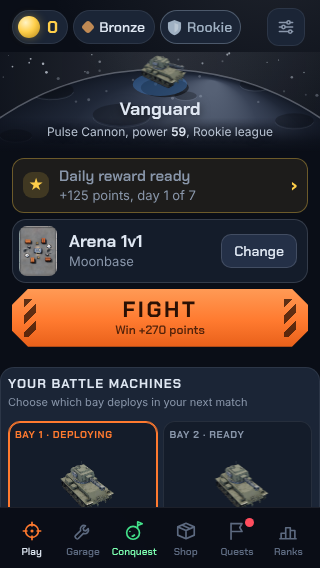 0
Bronze
Rookie
Vanguard
Pulse Cannon, power 59, Rookie league
Daily reward ready
+125 points, day 1 of 7
Arena 1v1
Moonbase
Change
FIGHT
Win +270 points
YOUR BATTLE MACHINES
Choose which bay deploys in your next match
BAY 1 · DEPLOYING
BAY 2 · READY
Play
Garage
Conquest
Shop
Quests
Ranks